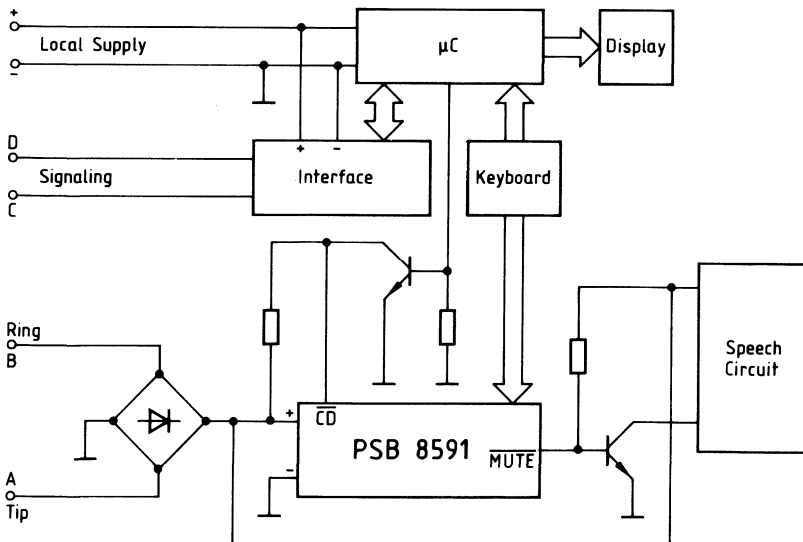 +
Local Supply
-
µC
Display
D
Signaling
C
+ -
Interface
Keyboard
Ring
B
A
Tip
+
-
CD
PSB 8591
MUTE
Speech
Circuit